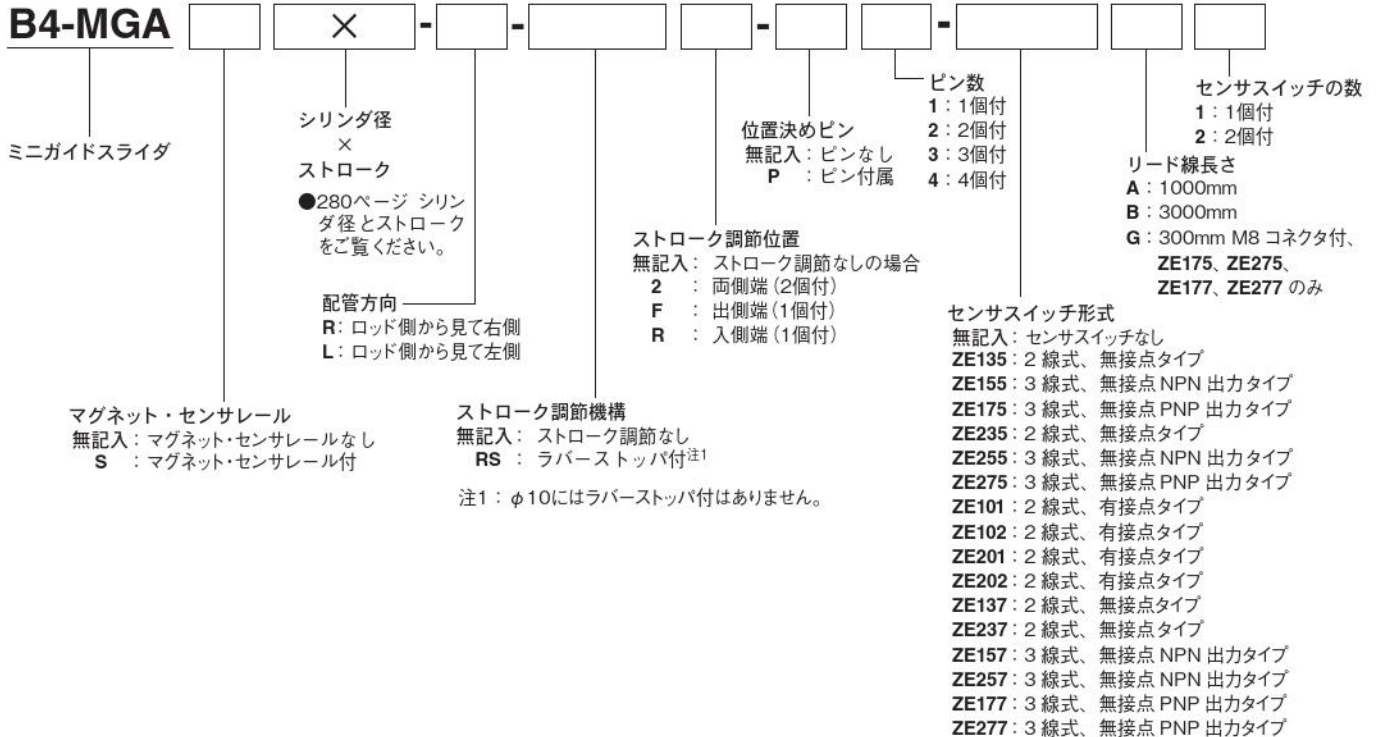 B4-MGA × - - - -
ミニガイドスライダ
シリンダ径
×
ストローク
●280ページ シリン
ダ径とストローク
をご覧ください。
配管方向
R：ロッド側から見て右側
L：ロッド側から見て左側
マグネット・センサレール
無記入：マグネット・センサレールなし
S ：マグネット・センサレール付
ストローク調節機構
無記入： ストローク調節なし
RS ： ラバーストッパ付注1
注1：φ10にはラバーストッパ付はありません。
ストローク調節位置
無記入： ストローク調節なしの場合
2 ： 両側端（2個付）
F ： 出側端（1個付）
R ： 入側端（1個付）
位置決めピン
無記入：ピンなし
P ：ピン付属
ピン数
1：1個付
2：2個付
3：3個付
4：4個付
センサスイッチ形式
無記入：センサスイッチなし
ZE135：2線式、無接点タイプ
ZE155：3線式、無接点NPN出力タイプ
ZE175：3線式、無接点PNP出力タイプ
ZE235：2線式、無接点タイプ
ZE255：3線式、無接点NPN出力タイプ
ZE275：3線式、無接点PNP出力タイプ
ZE101：2線式、有接点タイプ
ZE102：2線式、有接点タイプ
ZE201：2線式、有接点タイプ
ZE202：2線式、有接点タイプ
ZE137：2線式、無接点タイプ
ZE237：2線式、無接点タイプ
ZE157：3線式、無接点NPN出力タイプ
ZE257：3線式、無接点NPN出力タイプ
ZE177：3線式、無接点PNP出力タイプ
ZE277：3線式、無接点PNP出力タイプ
リード線長さ
A：1000mm
B：3000mm
G：300mm M8コネクタ付、
ZE175、ZE275、
ZE177、ZE277のみ
センサスイッチの数
1：1個付
2：2個付